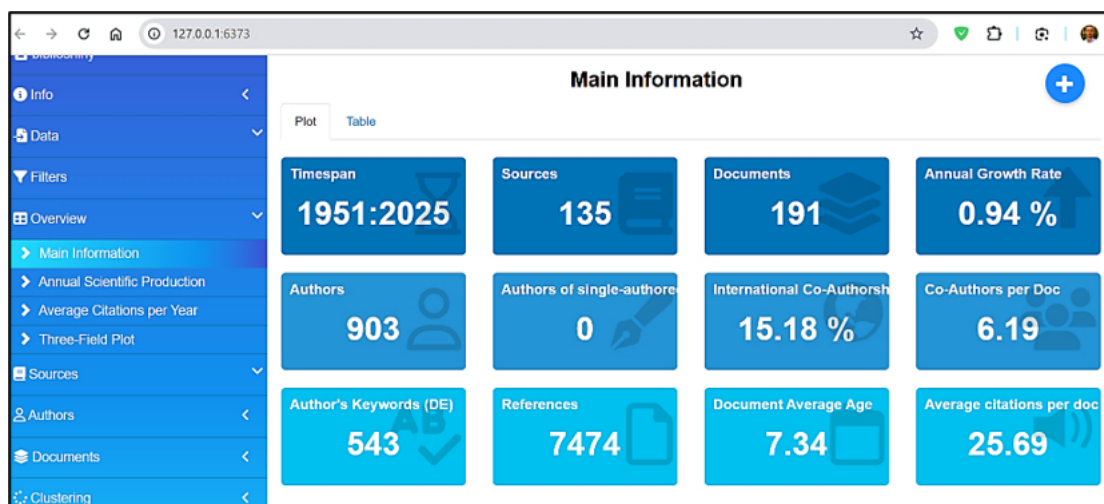 127.0.0.1:6373
biblioshiny
Info
Data
Filters
Overview
Main Information
Annual Scientific Production
Average Citations per Year
Three-Field Plot
Sources
Authors
Documents
Clustering
Main Information
Plot Table
Timespan
1951:2025
Sources
135
Documents
191
Annual Growth Rate
0.94 %
Authors
903
Authors of single-authore
0
International Co-Authorsh
15.18 %
Co-Authors per Doc
6.19
Author's Keywords (DE)
543
References
7474
Document Average Age
7.34
Average citations per doc
25.69
AB